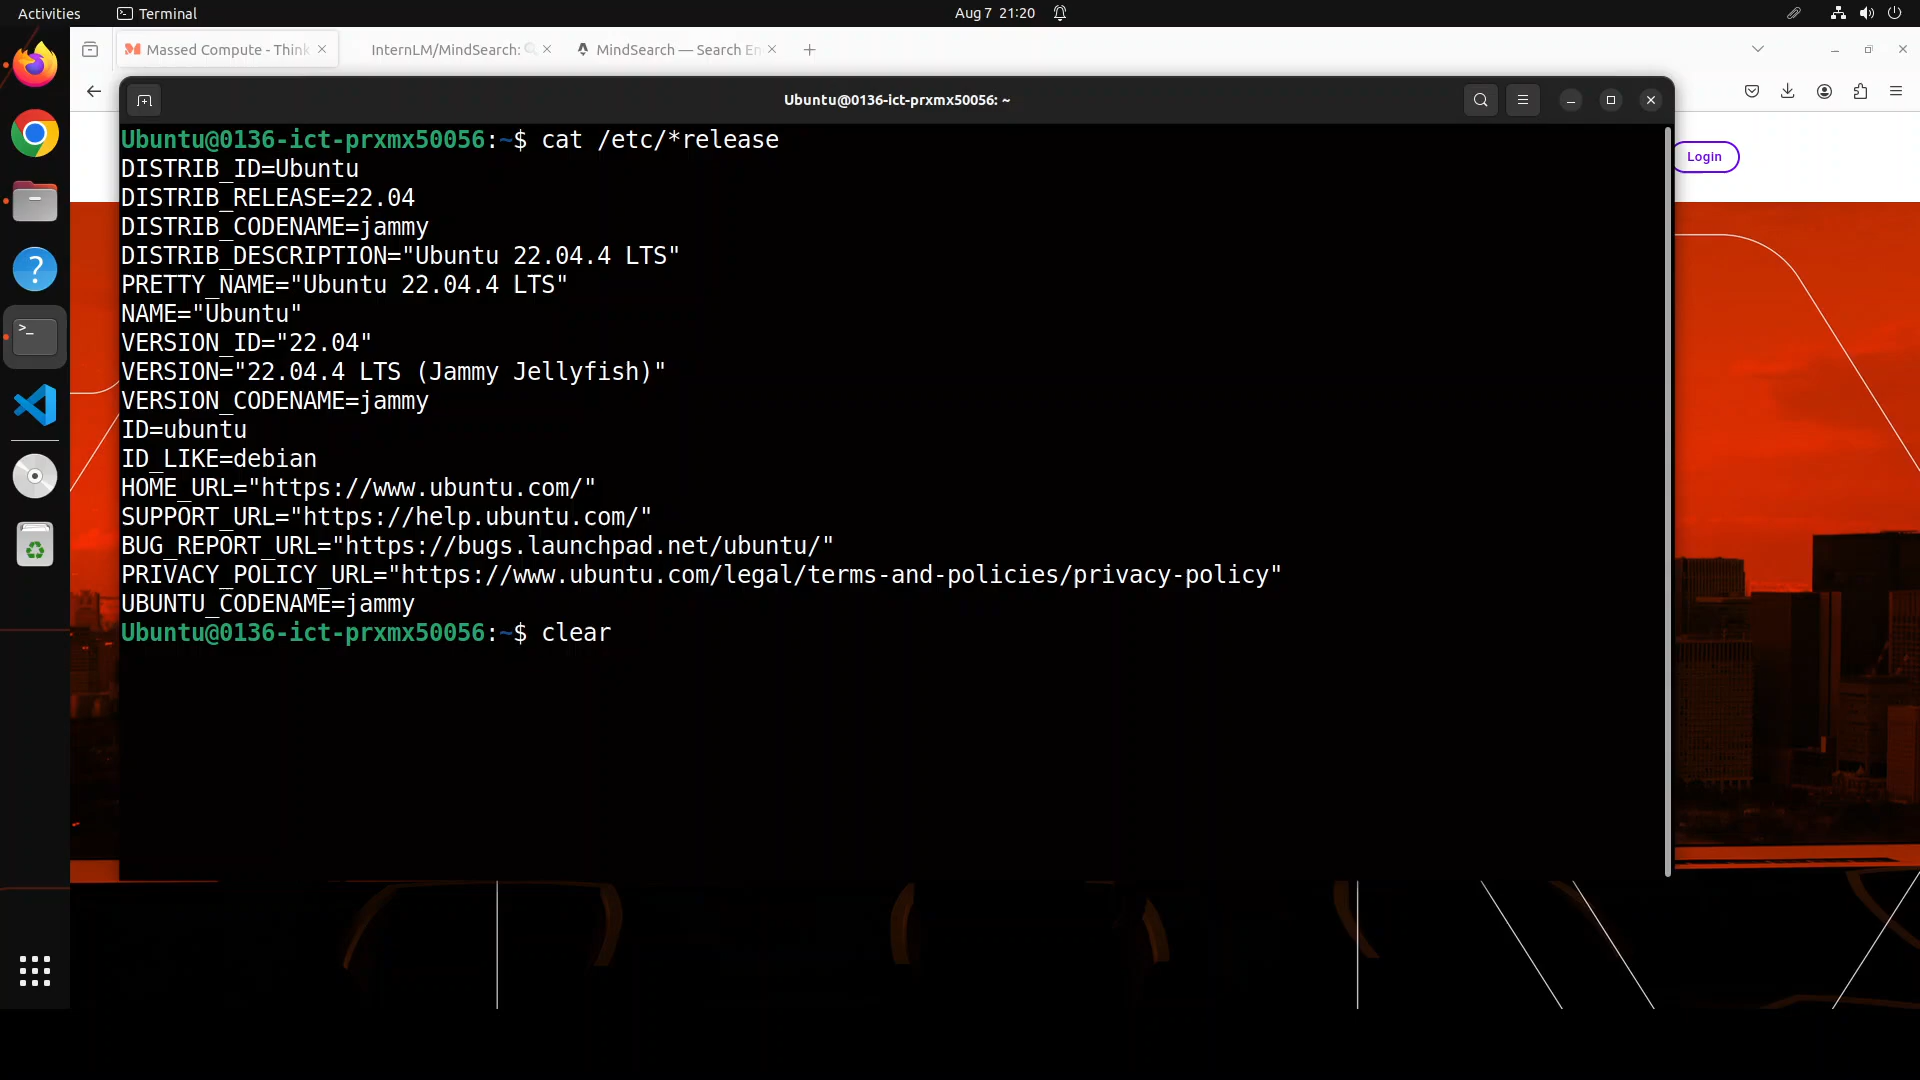 Activities
Terminal
Aug 7 21:20
Massed Compute - Think
InternLM/MindSearch:
MindSearch — Search En
Ubuntu@0136-ict-prxmx50056: ~
Login
Ubuntu@0136-ict-prxmx50056:~$ cat /etc/*release
DISTRIB_ID=Ubuntu
DISTRIB_RELEASE=22.04
DISTRIB_CODENAME=jammy
DISTRIB_DESCRIPTION="Ubuntu 22.04.4 LTS"
PRETTY_NAME="Ubuntu 22.04.4 LTS"
NAME="Ubuntu"
VERSION_ID="22.04"
VERSION="22.04.4 LTS (Jammy Jellyfish)"
VERSION_CODENAME=jammy
ID=ubuntu
ID_LIKE=debian
HOME_URL="https://www.ubuntu.com/"
SUPPORT_URL="https://help.ubuntu.com/"
BUG_REPORT_URL="https://bugs.launchpad.net/ubuntu/"
PRIVACY_POLICY_URL="https://www.ubuntu.com/legal/terms-and-policies/privacy-policy"
UBUNTU_CODENAME=jammy
Ubuntu@0136-ict-prxmx50056:~$ clear